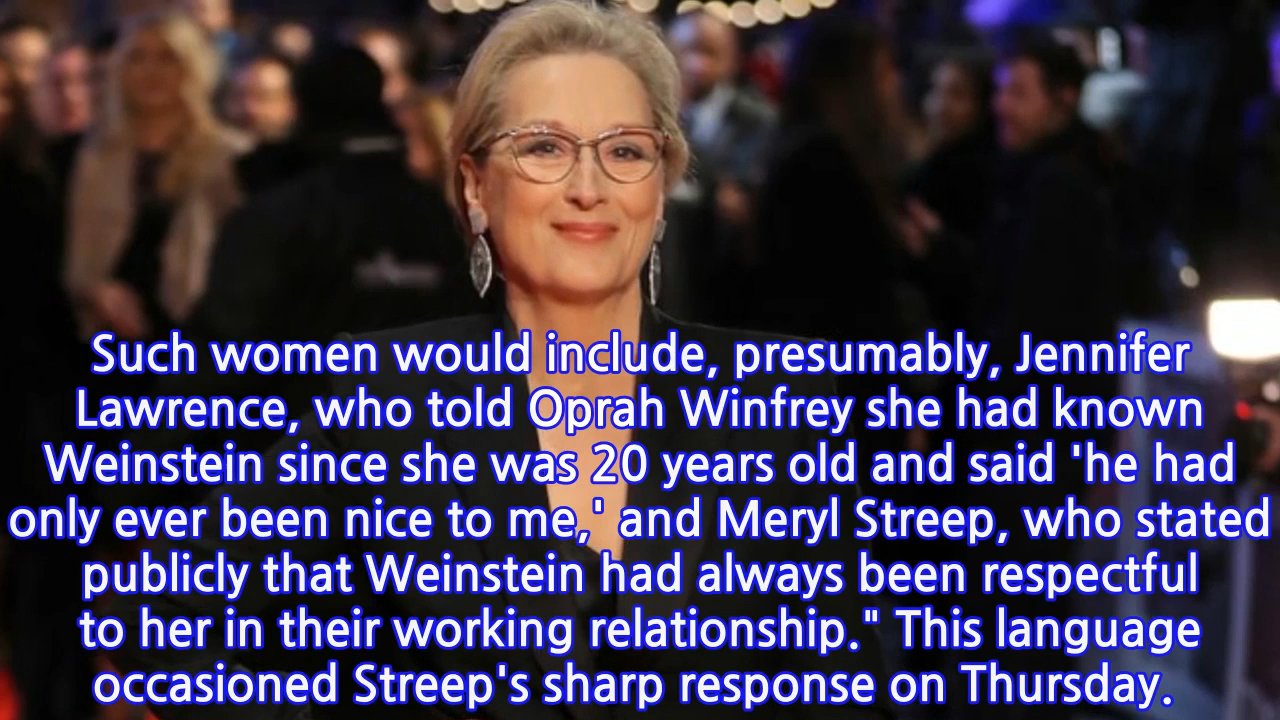 Such women would include, presumably, Jennifer
Lawrence, who told Oprah Winfrey she had known
Weinstein since she was 20 years old and said 'he had
only ever been nice to me,' and Meryl Streep, who stated
publicly that Weinstein had always been respectful
to her in their working relationship." This language
occasioned Streep's sharp response on Thursday.